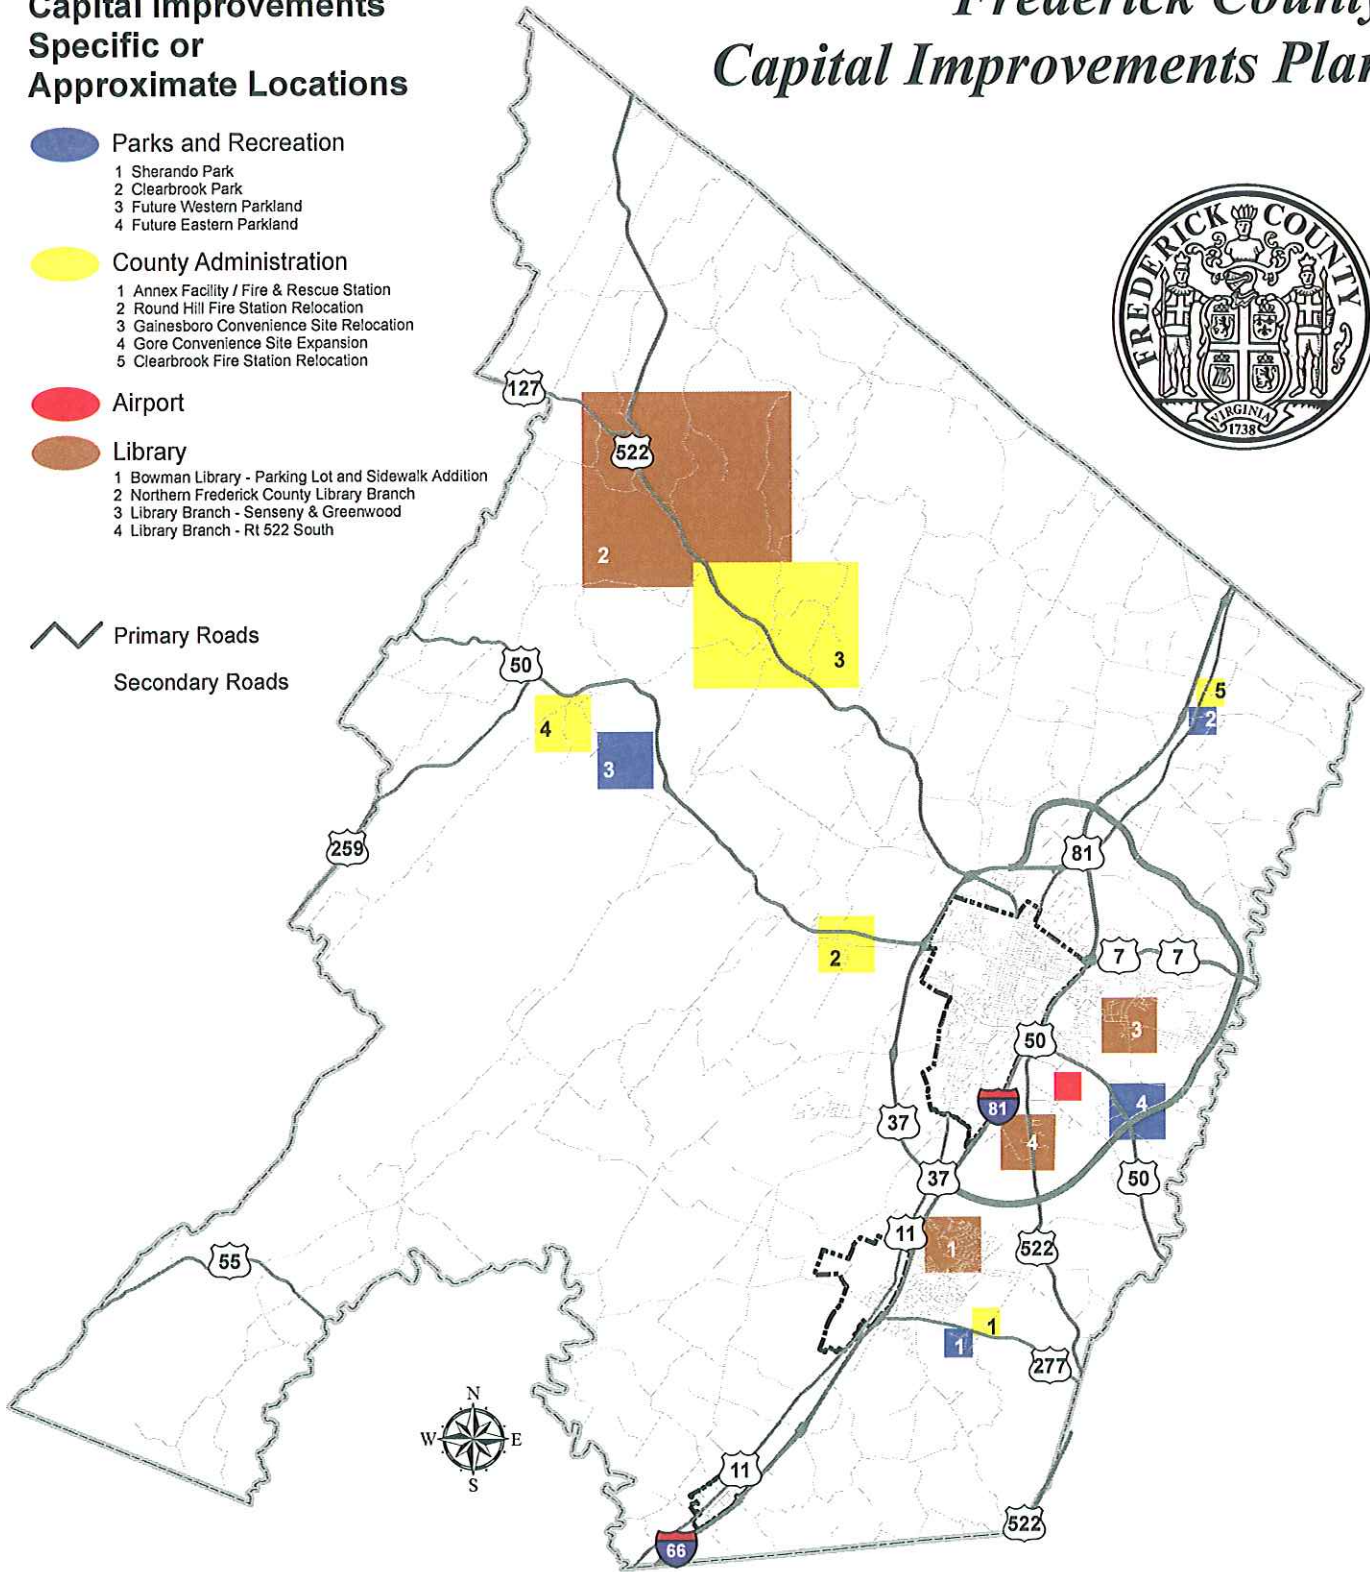 Capital Improvements
Specific or
Approximate Locations
Frederick County
Capital Improvements Plan
Parks and Recreation
1 Sherando Park
2 Clearbrook Park
3 Future Western Parkland
4 Future Eastern Parkland
County Administration
1 Annex Facility / Fire & Rescue Station
2 Round Hill Fire Station Relocation
3 Gainesboro Convenience Site Relocation
4 Gore Convenience Site Expansion
5 Clearbrook Fire Station Relocation
Airport
Library
1 Bowman Library - Parking Lot and Sidewalk Addition
2 Northern Frederick County Library Branch
3 Library Branch - Senseny & Greenwood
4 Library Branch - Rt 522 South
Primary Roads
Secondary Roads
FREDERICK COUNTY
VIRGINIA
1738
127
522
2
3
50
4
3
5
2
259
81
2
7
7
3
50
81
4
37
4
37
50
11
1
522
55
1
1
277
N
W
E
S
11
522
66